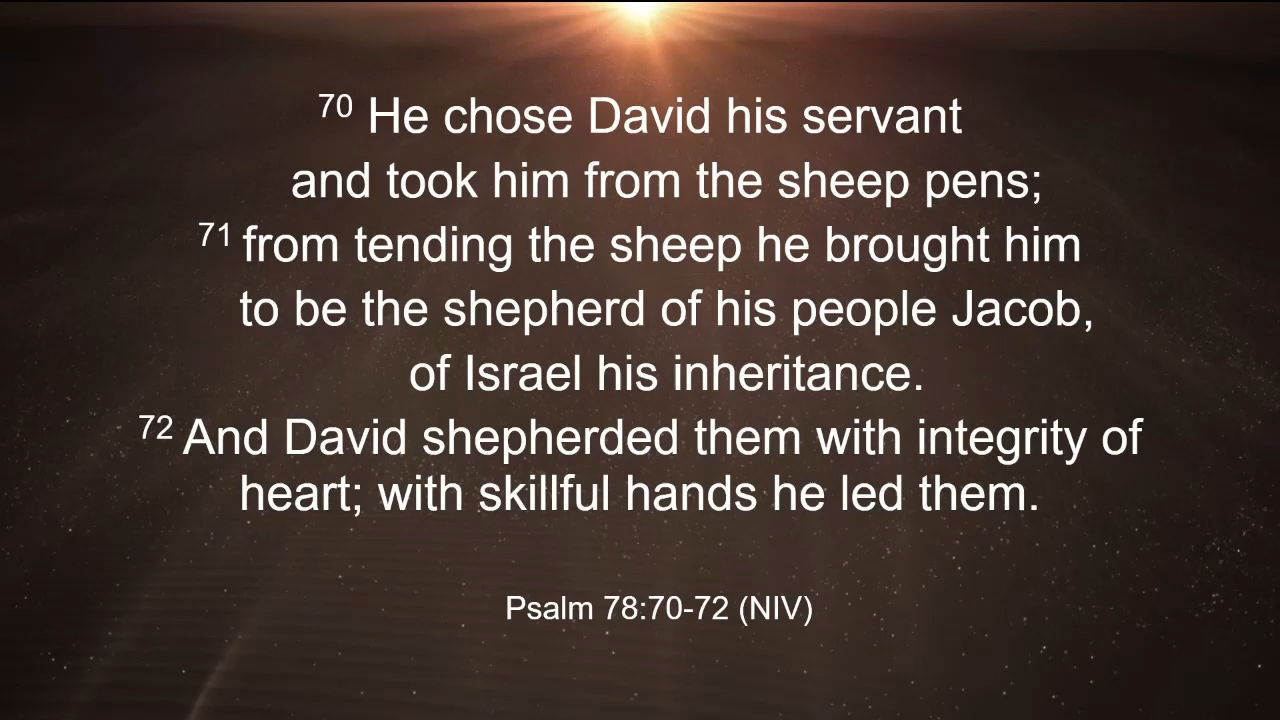 70 He chose David his servant
and took him from the sheep pens;
71 from tending the sheep he brought him
to be the shepherd of his people Jacob,
of Israel his inheritance.
72 And David shepherded them with integrity of
heart; with skillful hands he led them.
Psalm 78:70-72 (NIV)